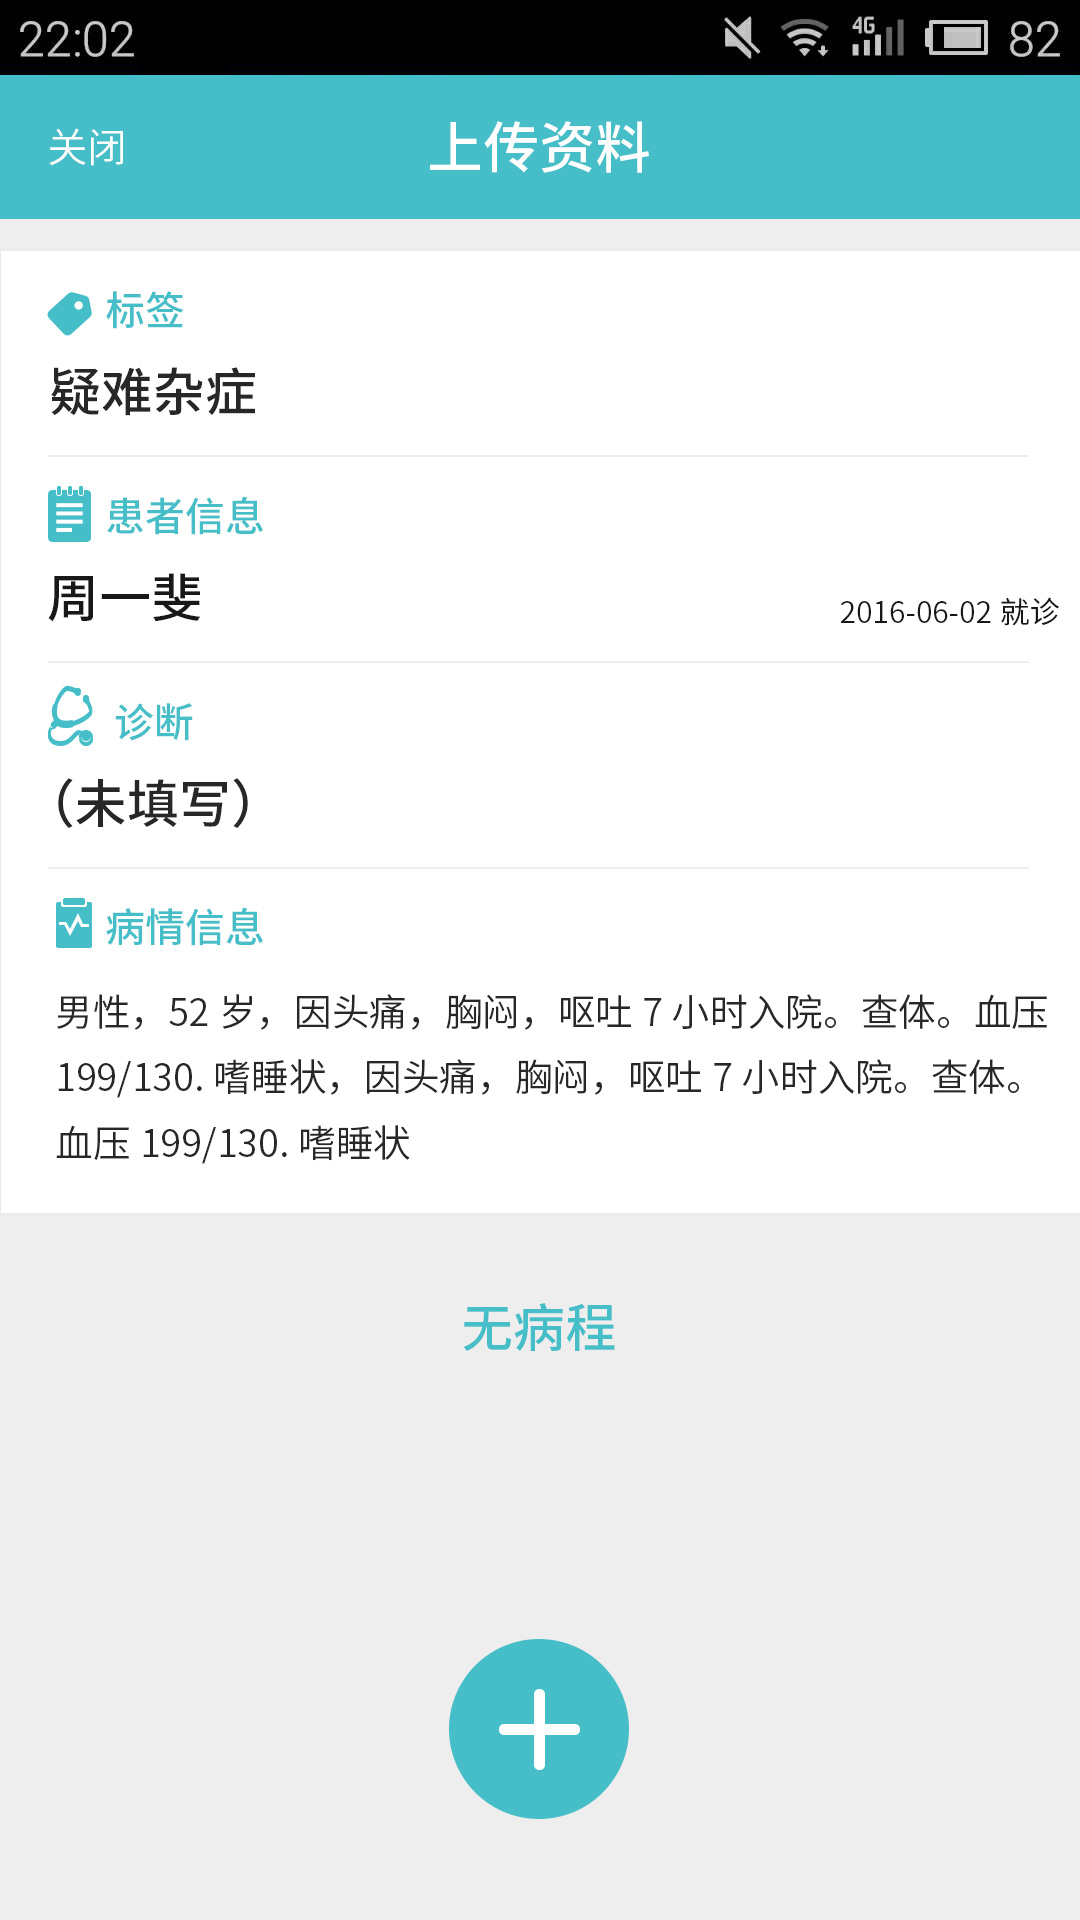 22:02 4G 82
关闭 上传资料
标签
疑难杂症
患者信息
周一斐
2016-06-02 就诊
诊断
（未填写）
病情信息
男性，52 岁，因头痛，胸闷，呕吐 7 小时入院。查体。血压
199/130. 嗜睡状，因头痛，胸闷，呕吐 7 小时入院。查体。
血压 199/130. 嗜睡状
无病程